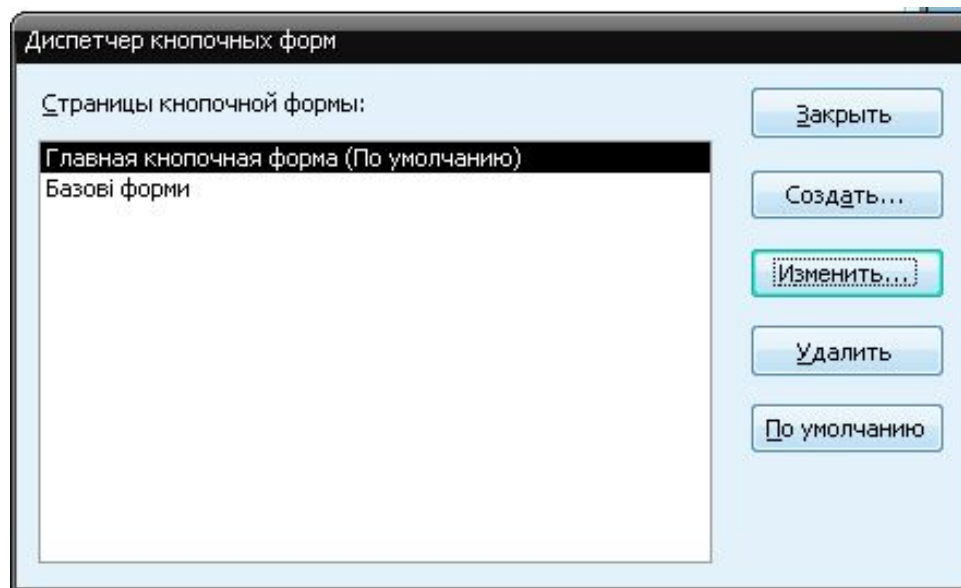 Диспетчер кнопочных форм
Страницы кнопочной формы:
Главная кнопочная форма (По умолчанию)
Базові форми
Закрыть
Создать...
Изменить...
Удалить
По умолчанию